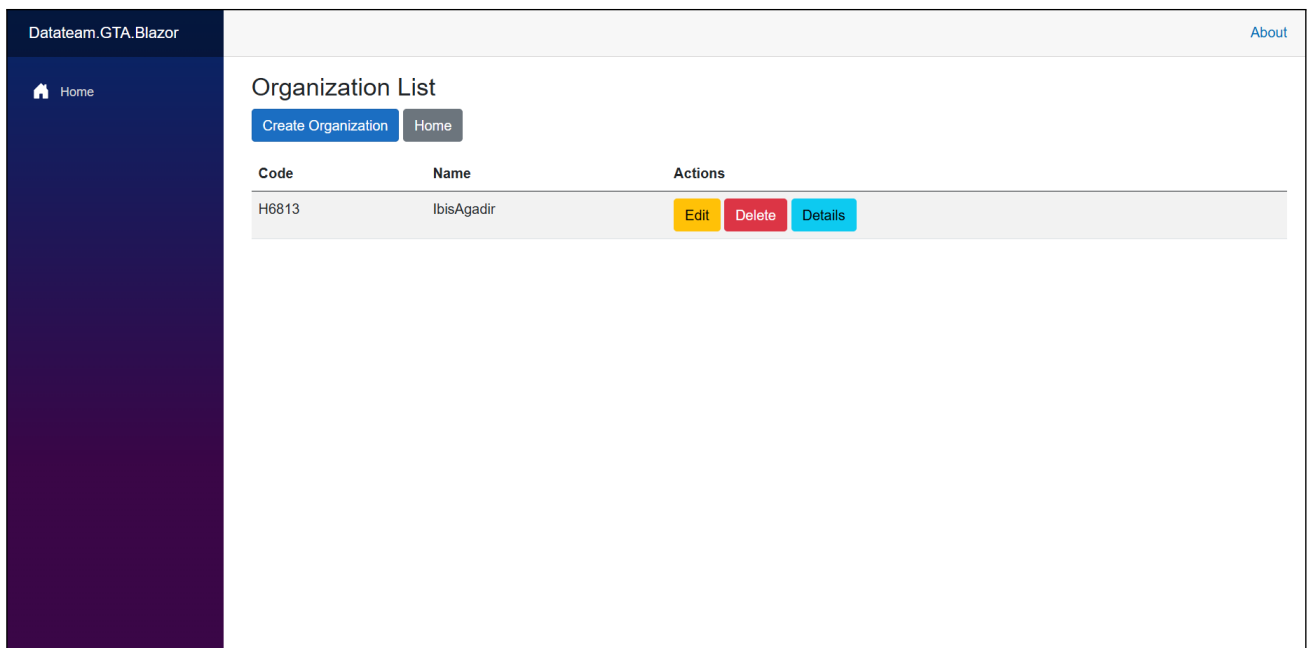 Datateam.GTA.Blazor
About
Home
Organization List
Create Organization Home
Code Name Actions
H6813 IbisAgadir Edit Delete Details